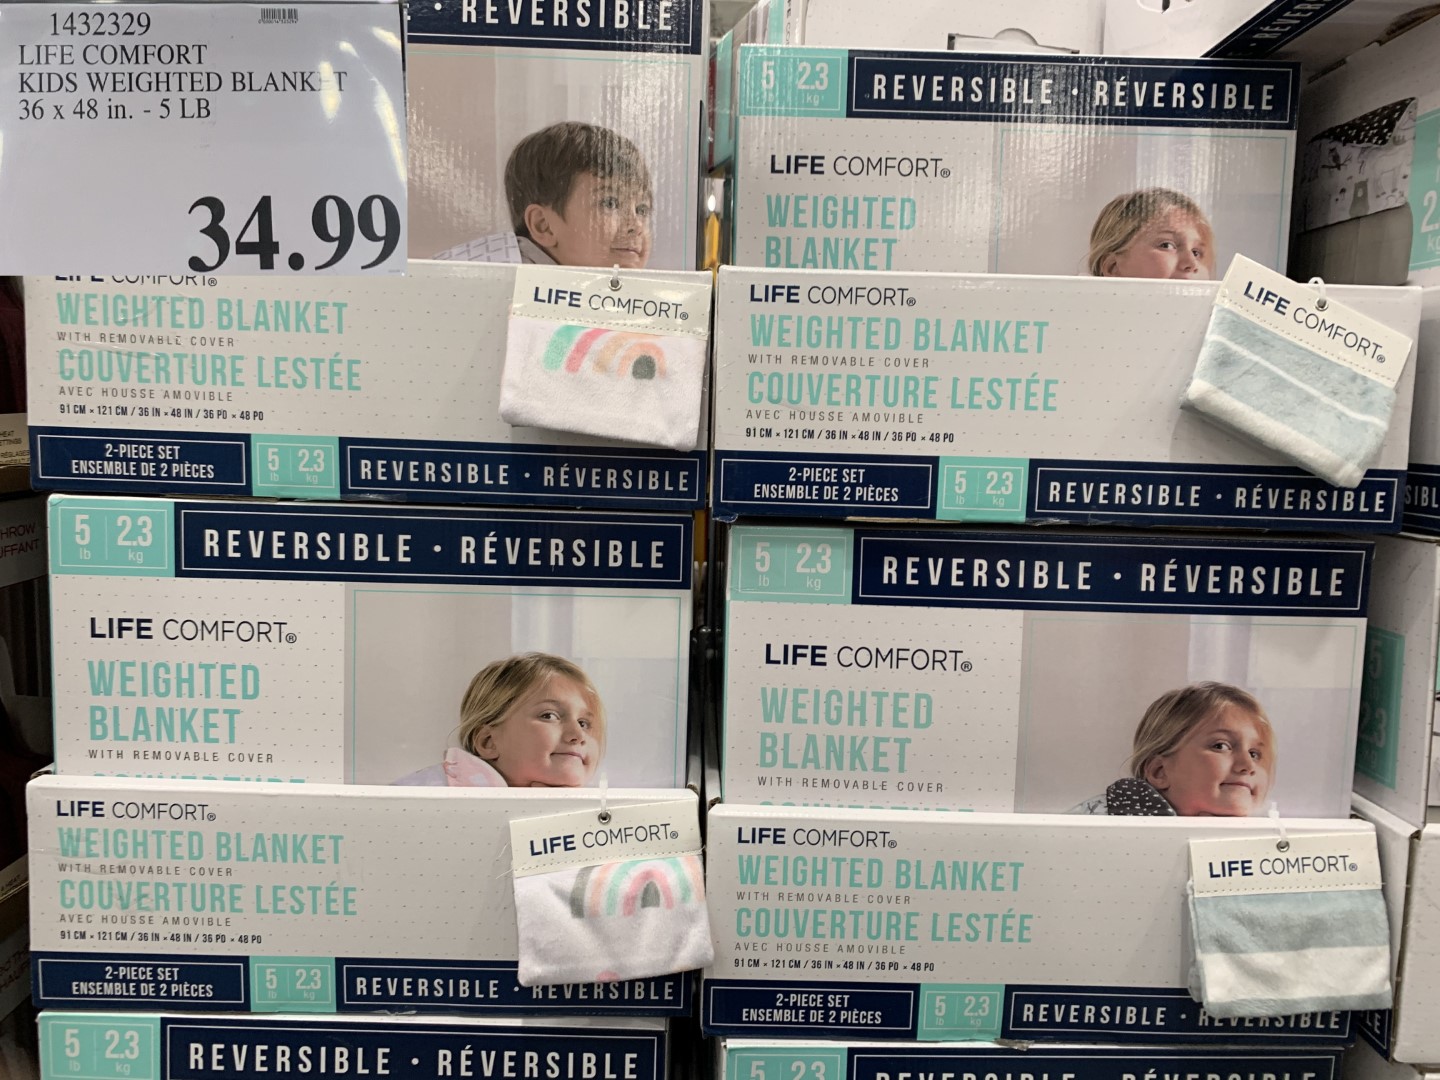 1432329
LIFE COMFORT
KIDS WEIGHTED BLANKET
36 x 48 in. - 5 LB
34.99
REVERSIBLE
5 lb 2.3 kg
REVERSIBLE · RÉVERSIBLE
LIFE COMFORT®
WEIGHTED
BLANKET
LIFE COMFORT®
WEIGHTED BLANKET
WITH REMOVABLE COVER
COUVERTURE LESTÉE
AVEC HOUSSE AMOVIBLE
91 CM × 121 CM / 36 IN × 48 IN / 36 PO × 48 PO
2-PIECE SET
ENSEMBLE DE 2 PIÈCES
5 lb 2.3 kg
REVERSIBLE · RÉVERSIBLE
LIFE COMFORT®
LIFE COMFORT®
WEIGHTED BLANKET
WITH REMOVABLE COVER
COUVERTURE LESTÉE
AVEC HOUSSE AMOVIBLE
91 CM × 121 CM / 36 IN × 48 IN / 36 PO × 48 PO
2-PIECE SET
ENSEMBLE DE 2 PIÈCES
5 lb 2.3 kg
REVERSIBLE · RÉVERSIBLE
LIFE COMFORT®
5 lb 2.3 kg
REVERSIBLE · RÉVERSIBLE
LIFE COMFORT®
WEIGHTED
BLANKET
WITH REMOVABLE COVER
5 lb 2.3 kg
REVERSIBLE · RÉVERSIBLE
LIFE COMFORT®
WEIGHTED
BLANKET
WITH REMOVABLE COVER
LIFE COMFORT®
WEIGHTED BLANKET
WITH REMOVABLE COVER
COUVERTURE LESTÉE
AVEC HOUSSE AMOVIBLE
91 CM × 121 CM / 36 IN × 48 IN / 36 PO × 48 PO
2-PIECE SET
ENSEMBLE DE 2 PIÈCES
5 lb 2.3 kg
REVERSIBLE · RÉVERSIBLE
LIFE COMFORT®
LIFE COMFORT®
WEIGHTED BLANKET
WITH REMOVABLE COVER
COUVERTURE LESTÉE
AVEC HOUSSE AMOVIBLE
91 CM × 121 CM / 36 IN × 48 IN / 36 PO × 48 PO
2-PIECE SET
ENSEMBLE DE 2 PIÈCES
5 lb 2.3 kg
REVERSIBLE · RÉVERSIBLE
LIFE COMFORT®
5 lb 2.3 kg
REVERSIBLE · RÉVERSIBLE
5 2.3
REVERSIBLE · RÉVERSIBLE